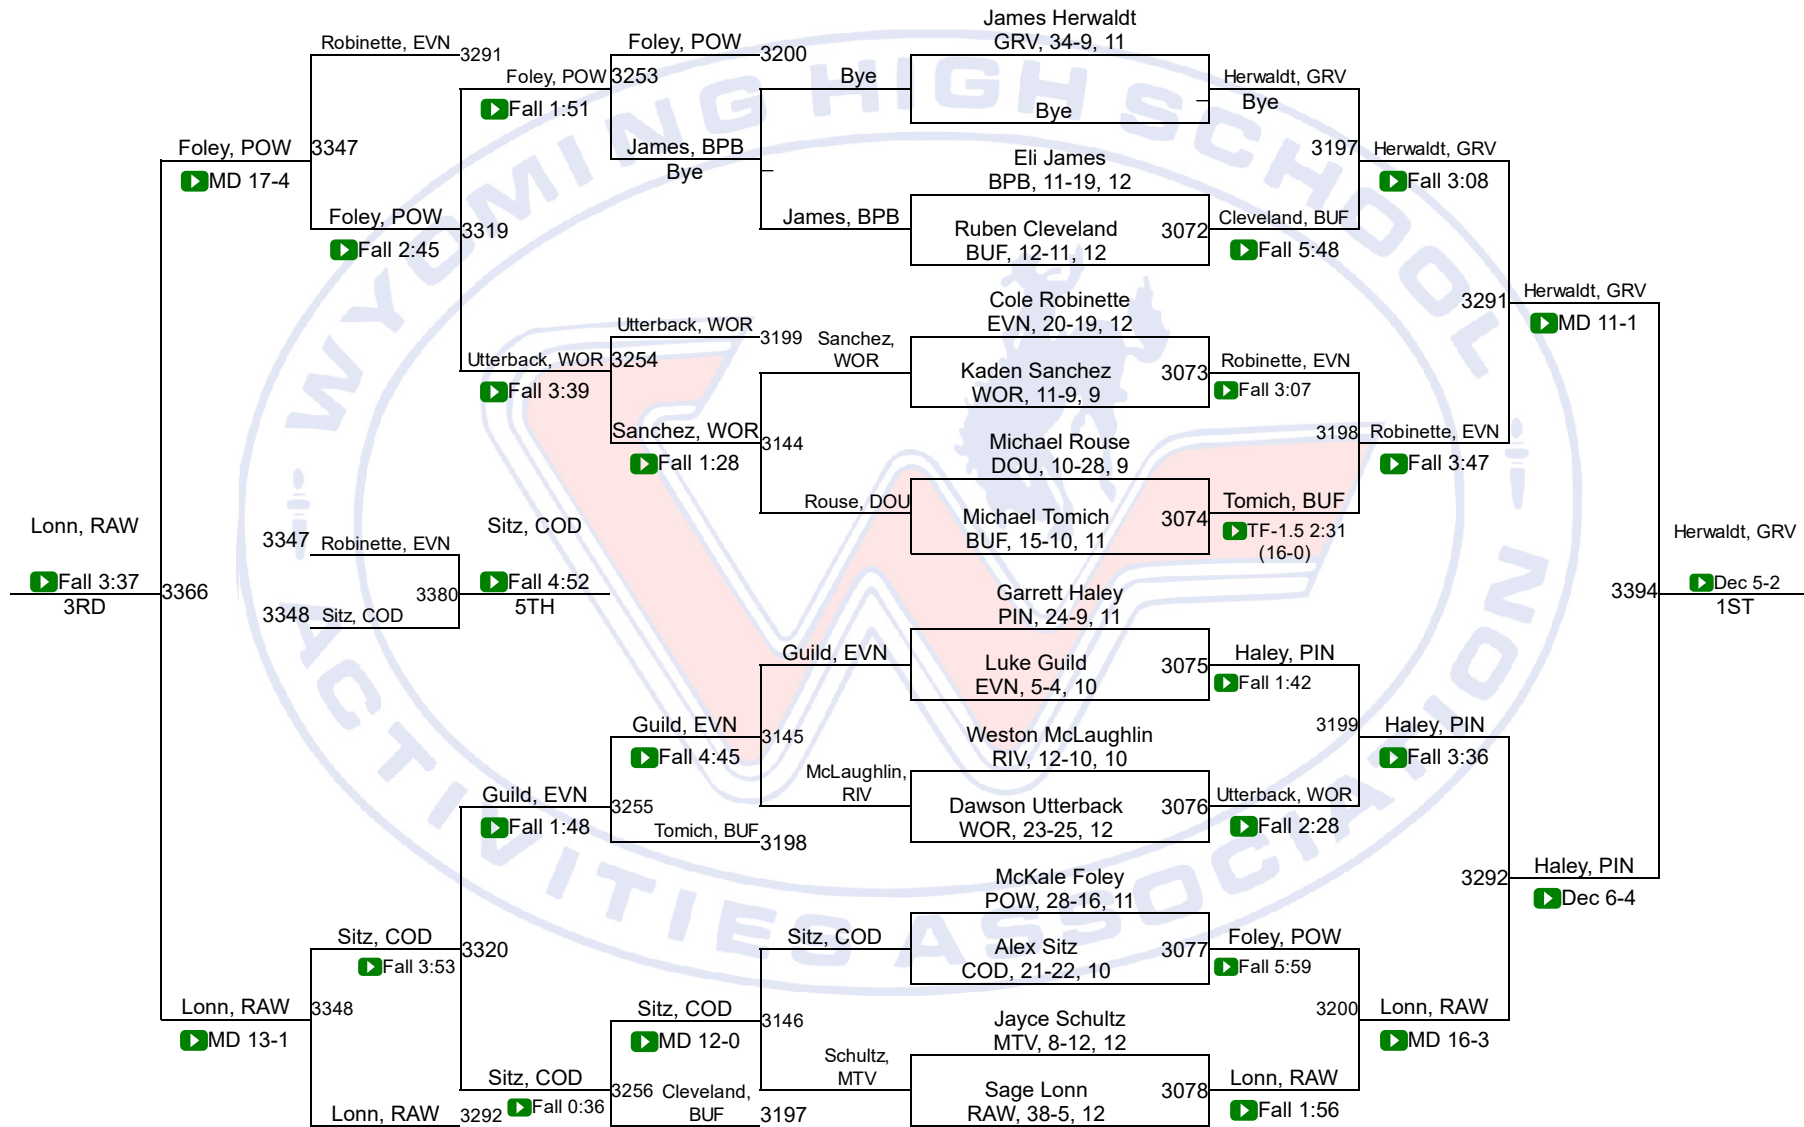 James Herwaldt
GRV, 34-9, 11
Robinette, EVN
3291
Foley, POW
3200
Foley, POW
3253
Bye
Herwaldt, GRV
Fall 1:51
Bye
Bye
Foley, POW
3347
James, BPB
Eli James
3197
Herwaldt, GRV
MD 17-4
Bye
BPB, 11-19, 12
Fall 3:08
Foley, POW
3319
James, BPB
Ruben Cleveland
BUF, 12-11, 12
3072
Cleveland, BUF
Fall 2:45
Fall 5:48
Cole Robinette
EVN, 20-19, 12
3291
Herwaldt, GRV
MD 11-1
Utterback, WOR
3199
Sanchez,
WOR
Utterback, WOR
3254
Fall 3:39
Kaden Sanchez
WOR, 11-9, 9
3073
Robinette, EVN
Fall 3:07
Sanchez, WOR
3144
Fall 1:28
Michael Rouse
DOU, 10-28, 9
3198
Robinette, EVN
Fall 3:47
Rouse, DOU
Michael Tomich
BUF, 15-10, 11
3074
Tomich, BUF
TF-1.5 2:31
(16-0)
Lonn, RAW
3347
Robinette, EVN
Sitz, COD
Herwaldt, GRV
Fall 3:37
3RD
3366
3380
Fall 4:52
5TH
3394
Dec 5-2
1ST
3348
Sitz, COD
Garrett Haley
PIN, 24-9, 11
Guild, EVN
Luke Guild
EVN, 5-4, 10
3075
Haley, PIN
Fall 1:42
Guild, EVN
3145
Fall 4:45
Weston McLaughlin
RIV, 12-10, 10
3199
Haley, PIN
Fall 3:36
McLaughlin,
RIV
Guild, EVN
3255
Fall 1:48
Dawson Utterback
WOR, 23-25, 12
3076
Utterback, WOR
Fall 2:28
Tomich, BUF
3198
McKale Foley
POW, 28-16, 11
3292
Haley, PIN
Dec 6-4
Sitz, COD
3320
Fall 3:53
Sitz, COD
Alex Sitz
COD, 21-22, 10
3077
Foley, POW
Fall 5:59
Lonn, RAW
3348
MD 13-1
Sitz, COD
3146
MD 12-0
Jayce Schultz
MTV, 8-12, 12
3200
Lonn, RAW
MD 16-3
Schultz,
MTV
Sitz, COD
3256
Fall 0:36
Sage Lonn
RAW, 38-5, 12
3078
Lonn, RAW
Fall 1:56
Lonn, RAW
3292
Cleveland,
BUF
3197
WYOMING HIGH SCHOOL
ACTIVITIES ASSOCIATION